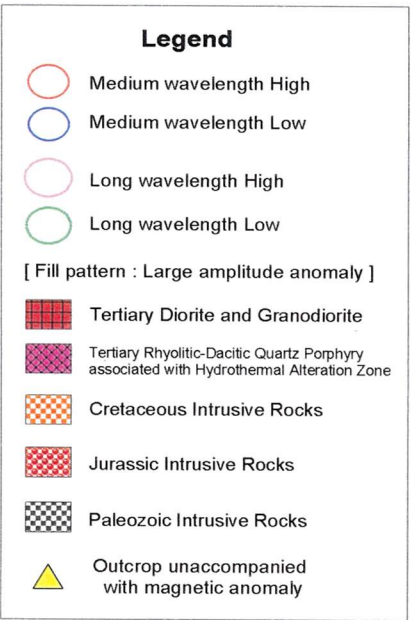 Legend
Medium wavelength High
Medium wavelength Low
Long wavelength High
Long wavelength Low
[ Fill pattern : Large amplitude anomaly ]
Tertiary Diorite and Granodiorite
Tertiary Rhyolitic-Dacitic Quartz Porphyry
associated with Hydrothermal Alteration Zone
Cretaceous Intrusive Rocks
Jurassic Intrusive Rocks
Paleozoic Intrusive Rocks
Outcrop unaccompanied
with magnetic anomaly